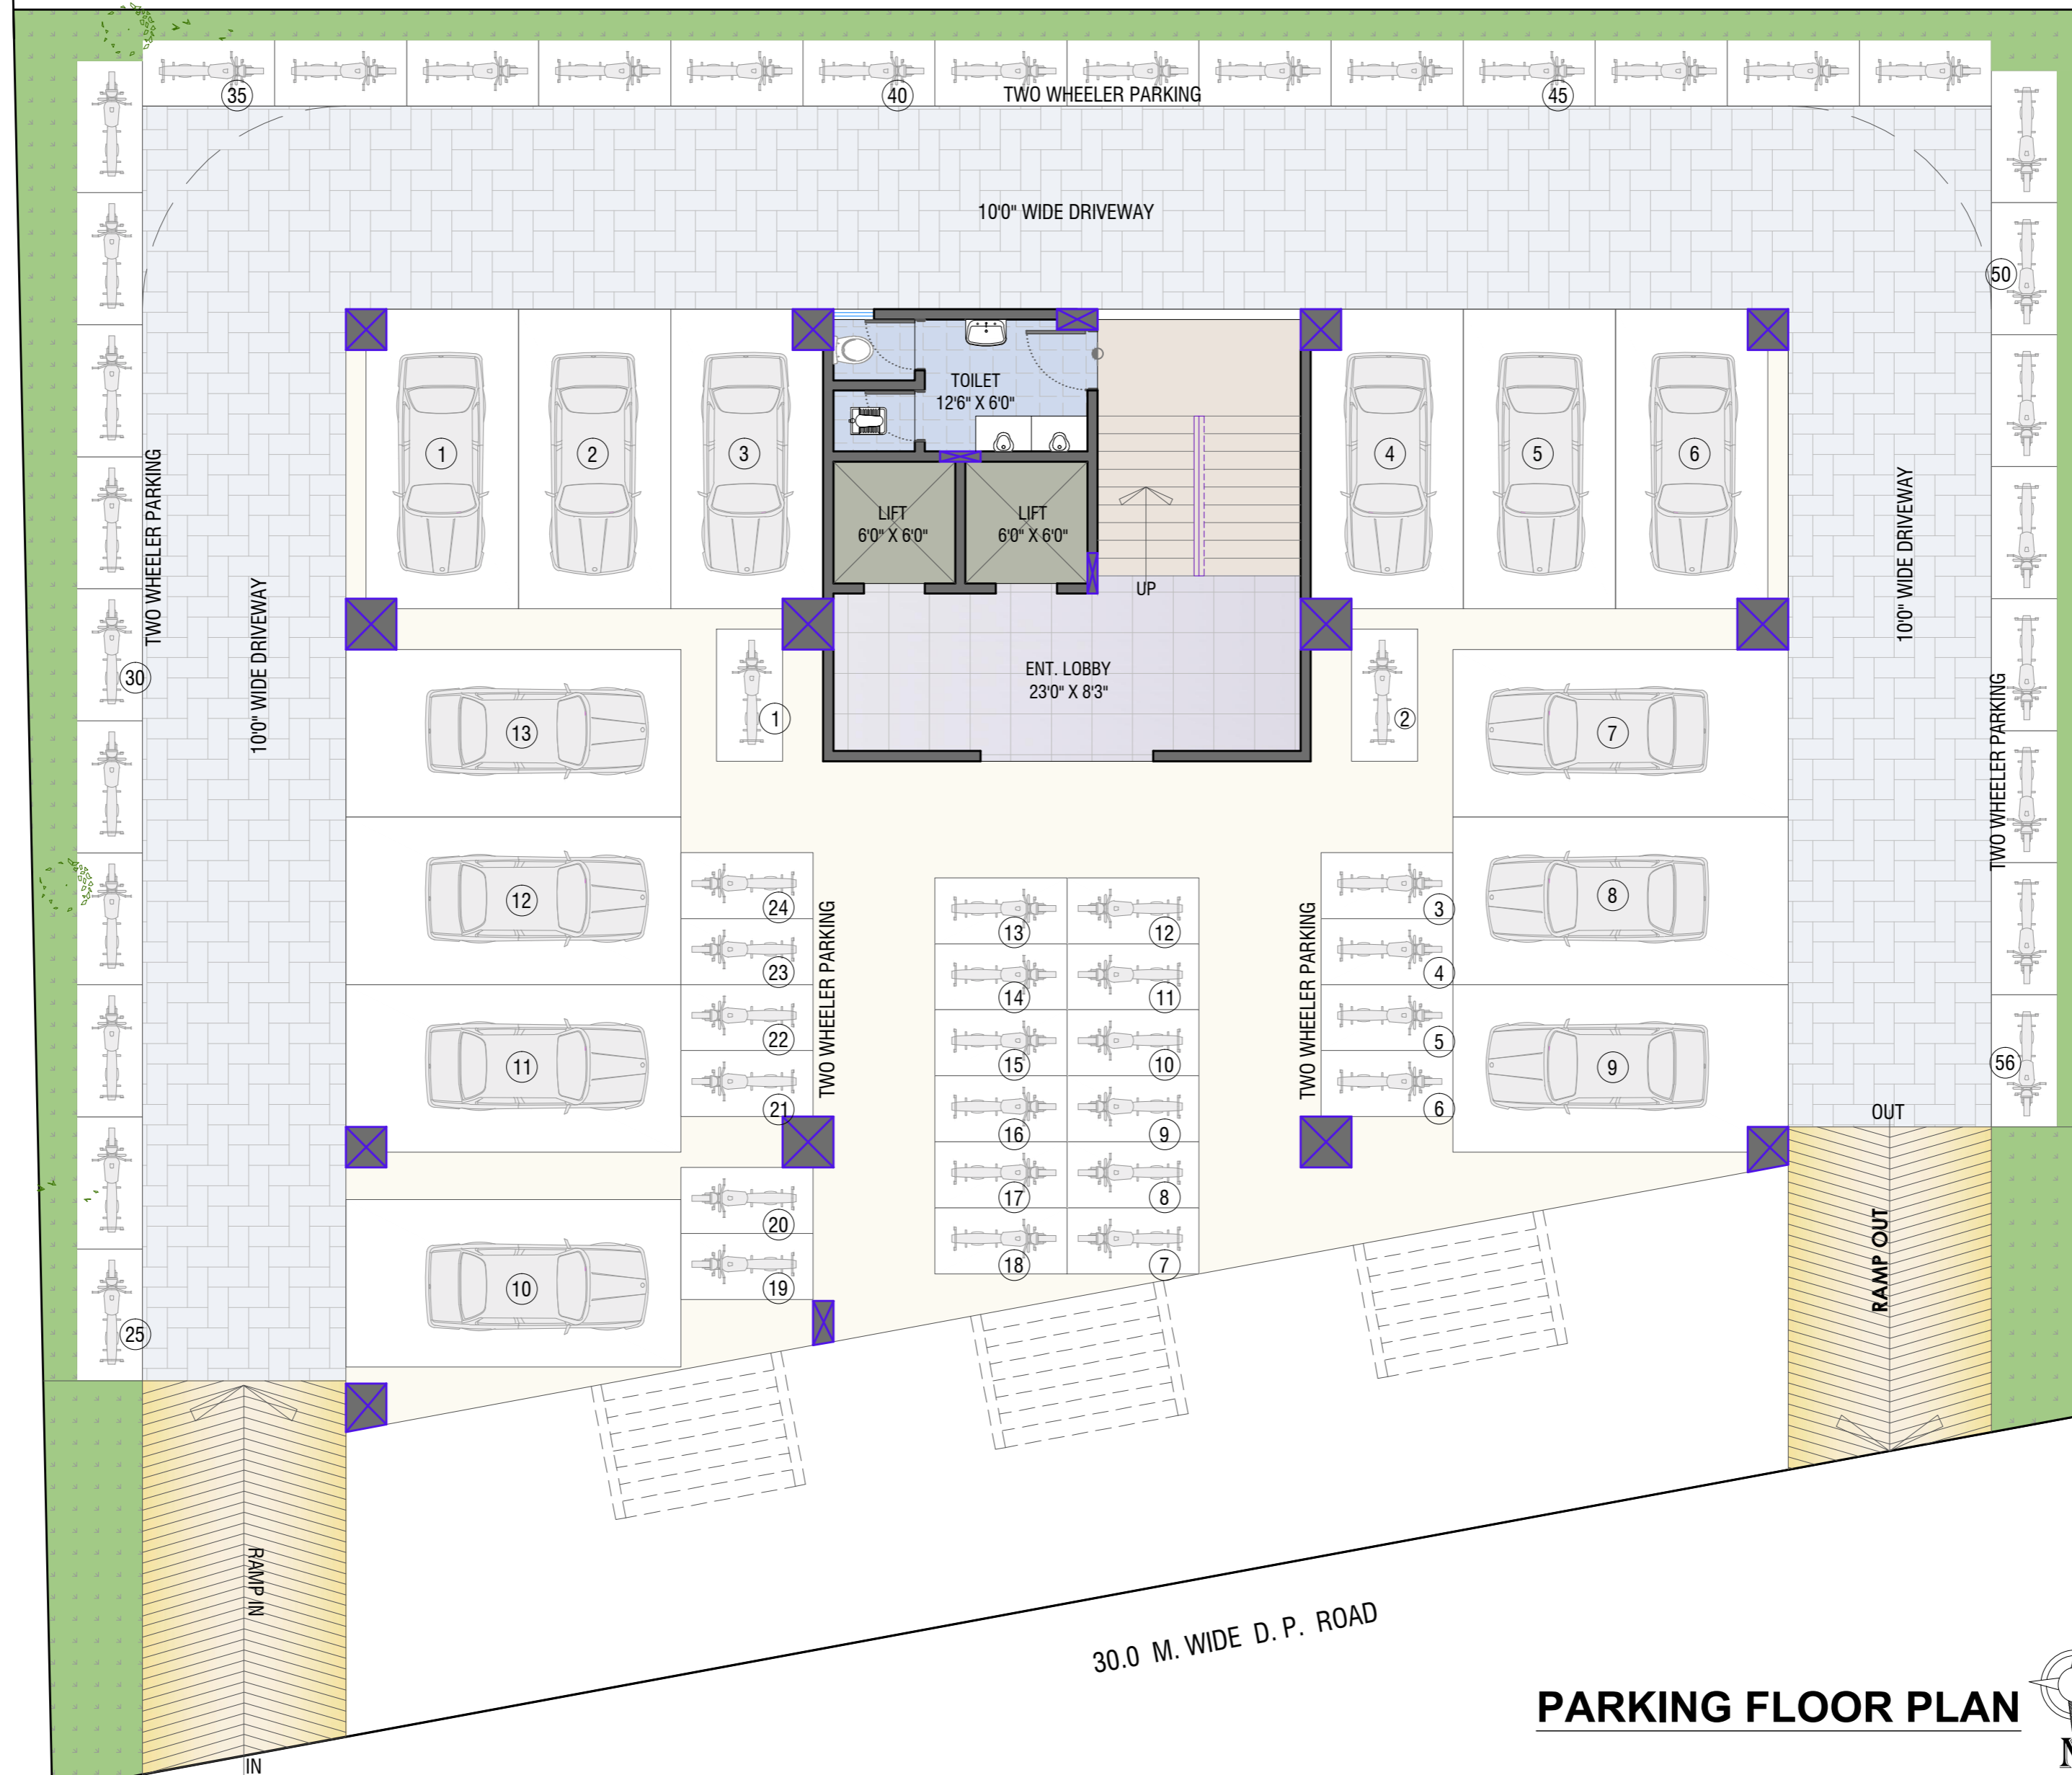 35
40
TWO WHEELER PARKING
45
10'0" WIDE DRIVEWAY
50
TWO WHEELER PARKING
10'0" WIDE DRIVEWAY
30
25
1
2
3
TOILET
12'6" X 6'0"
LIFT
6'0" X 6'0"
LIFT
6'0" X 6'0"
UP
4
5
6
10'0" WIDE DRIVEWAY
TWO WHEELER PARKING
ENT. LOBBY
23'0" X 8'3"
1
2
13
7
12
8
11
9
10
24
23
22
21
20
19
TWO WHEELER PARKING
13
12
14
11
15
10
16
9
17
8
18
7
TWO WHEELER PARKING
3
4
5
6
56
OUT
RAMP OUT
RAMP IN
IN
30.0 M. WIDE D. P. ROAD
PARKING FLOOR PLAN
N